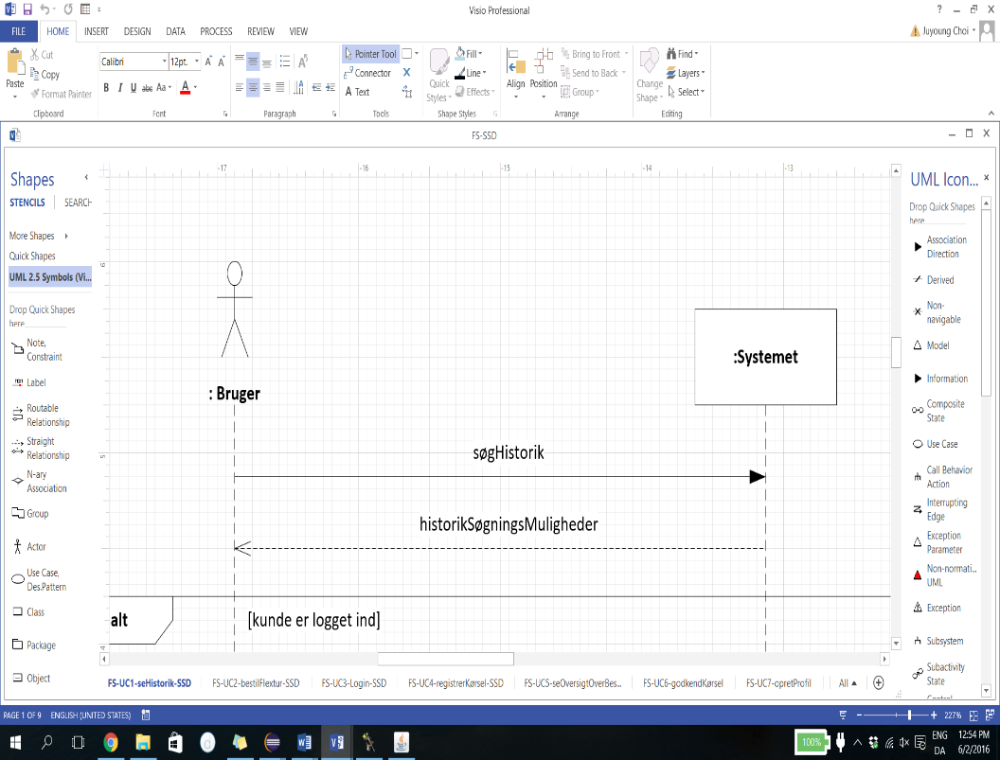 Visio Professional
FILE HOME INSERT DESIGN DATA PROCESS REVIEW VIEW
Juyoung Choi
Paste
Cut
Copy
Format Painter
Clipboard
Calibri 12pt.
B I U abc Aa A
Font
Paragraph
Pointer Tool
Connector
A Text
Tools
Quick Styles
Fill
Line
Effects
Shape Styles
Align
Position
Bring to Front
Send to Back
Group
Arrange
Change Shape
Find
Layers
Select
Editing
FS-SSD
Shapes
STENCILS SEARCH
More Shapes
Quick Shapes
UML 2.5 Symbols (Vi...
Drop Quick Shapes
here
Note,
Constraint
Label
Routable
Relationship
Straight
Relationship
N-ary
Association
Group
Actor
Use Case,
Des.Pattern
Class
Package
Object
-17 -16 -15 -14 -13
6
5
4
: Bruger
:Systemet
søgHistorik
historikSøgningsMuligheder
alt
[kunde er logget ind]
UML Icon...
Drop Quick Shapes
here
Association
Direction
Derived
Non-
navigable
Model
Information
Composite
State
Use Case
Call Behavior
Action
Interrupting
Edge
Exception
Parameter
Non-normati...
UML
Exception
Subsystem
Subactivity
State
FS-UC1-seHistorik-SSD FS-UC2-bestilFlextur-SSD FS-UC3-Login-SSD FS-UC4-registrerKørsel-SSD FS-UC5-seOversigtOverBes... FS-UC6-godkendKørsel FS-UC7-opretProfil All
PAGE 1 OF 9 ENGLISH (UNITED STATES) 227%
100%
ENG
DA
12:54 PM
6/2/2016